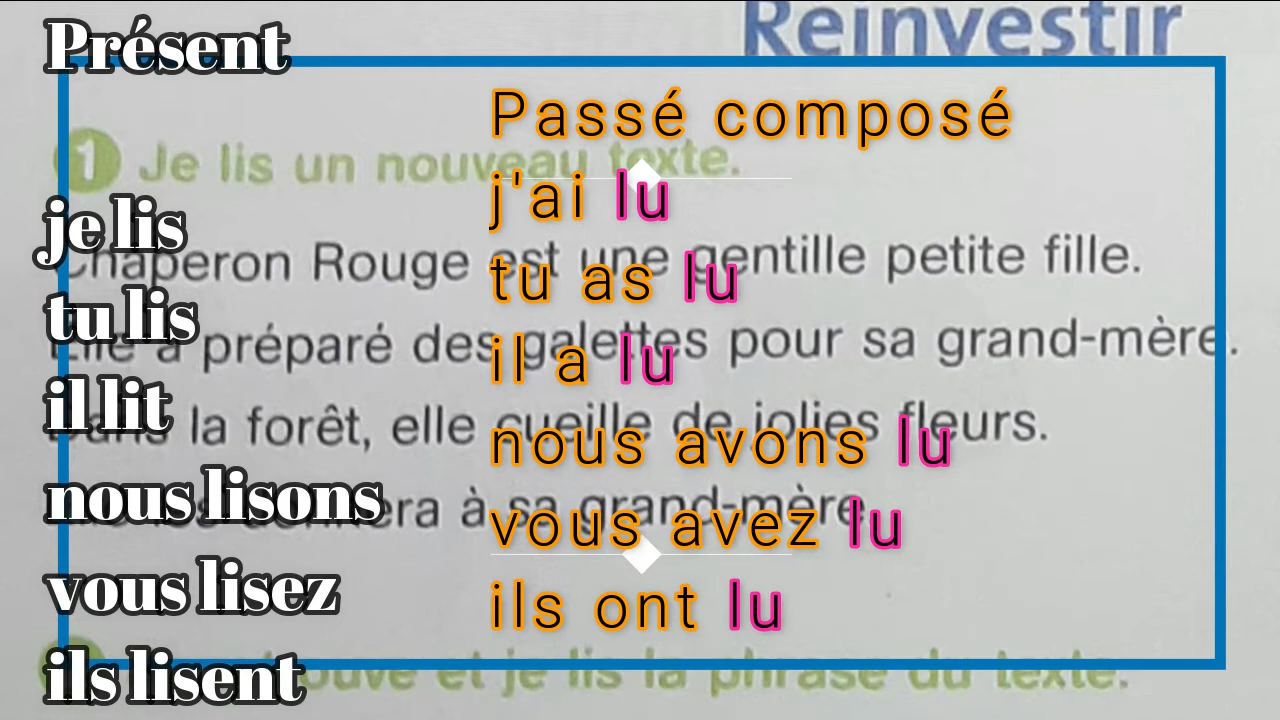 Réinvestir
Présent
je lis
tu lis
il lit
nous lisons
vous lisez
ils lisent
Passé composé
j'ai lu
tu as lu
il a lu
nous avons lu
vous avez lu
ils ont lu
1 Je lis un nouveau texte.
Chaperon Rouge est une gentille petite fille.
Elle a préparé des galettes pour sa grand-mère.
Dans la forêt, elle cueille de jolies fleurs.
à sa grand-mère
et je lis la phrase du texte.